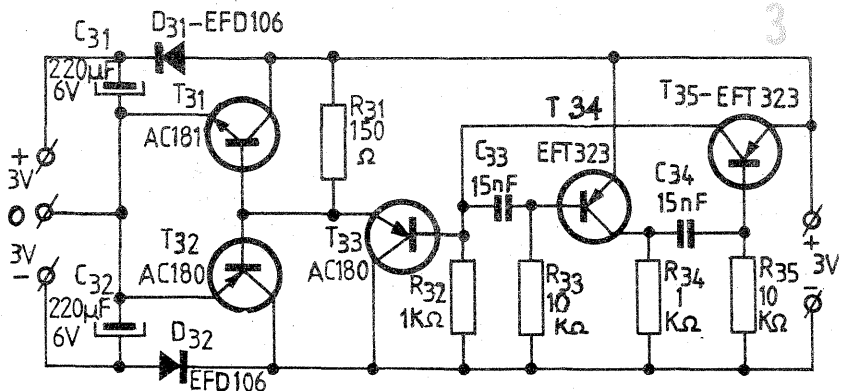 3
C31
220µF
6V
D31-EFD106
T31
AC181
R31
150
Ω
T 34
EFT323
T35-EFT323
C33
15nF
C34
15nF
+
3V
O
3V
-
T32
AC180
T33
AC180
C32
220µF
6V
D32
EFD106
R32
1KΩ
R33
10
KΩ
R34
1
KΩ
R35
10
KΩ
+
3V
-